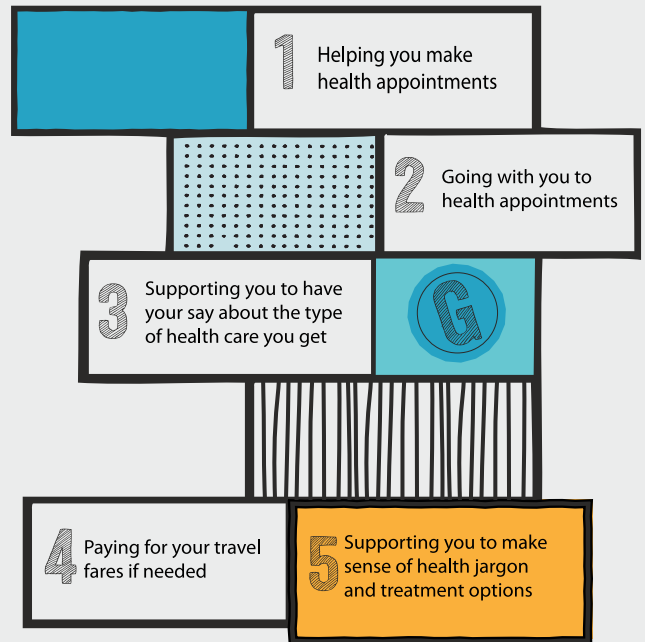 1
Helping you make
health appointments
2
Going with you to
health appointments
3
Supporting you to have
your say about the type
of health care you get
G
4
Paying for your travel
fares if needed
5
Supporting you to make
sense of health jargon
and treatment options